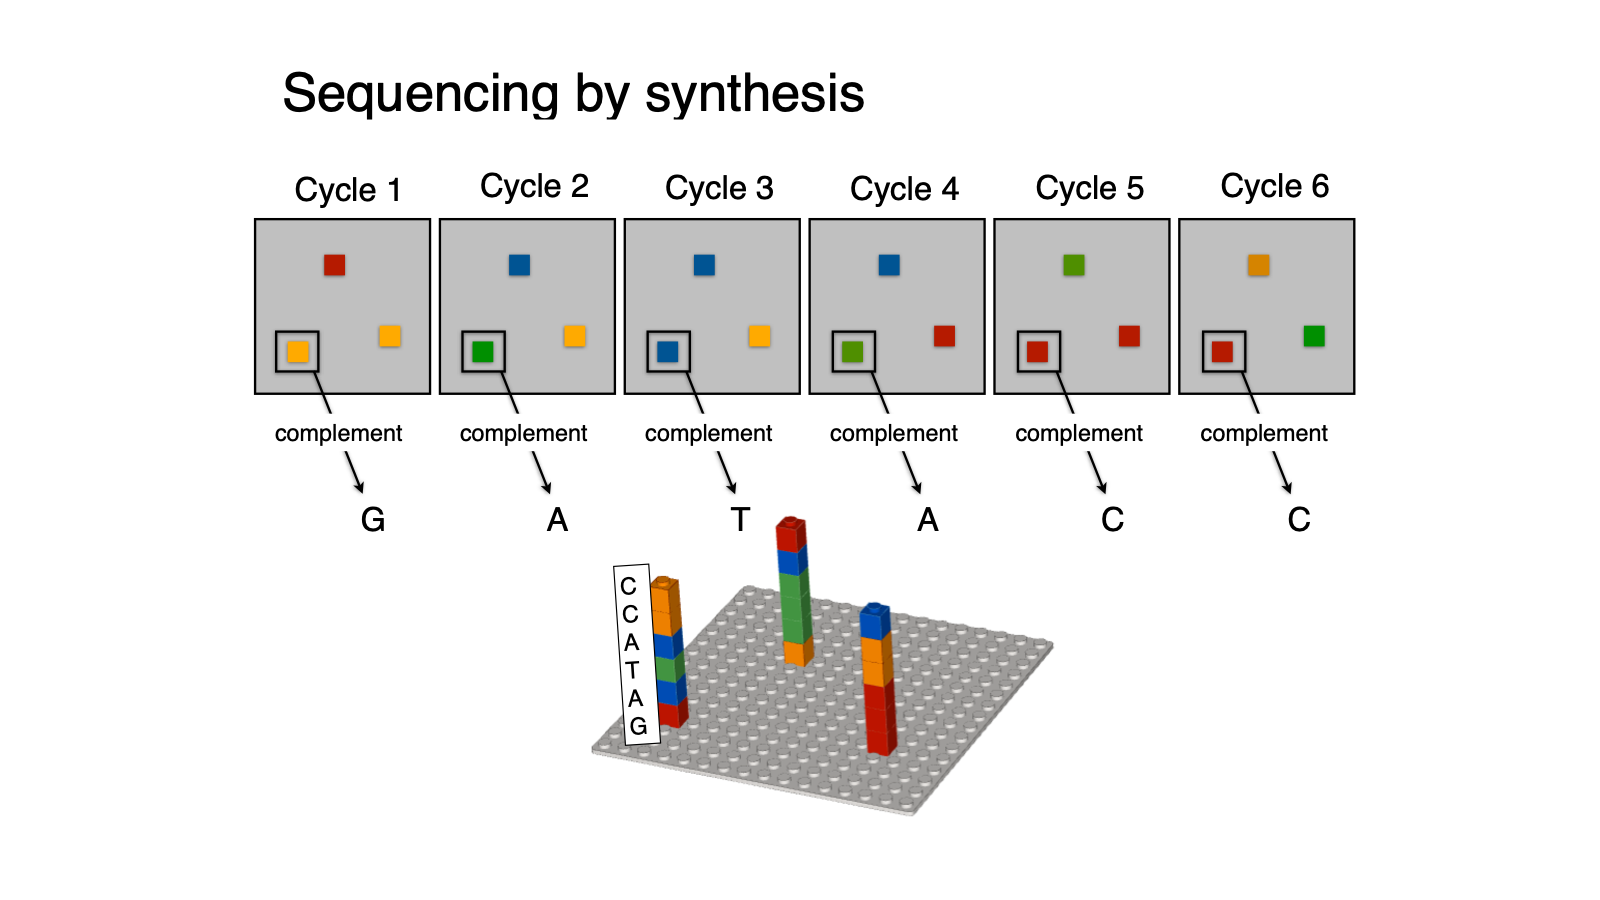 Sequencing by synthesis
Cycle 1 Cycle 2 Cycle 3 Cycle 4 Cycle 5 Cycle 6
complement complement complement complement complement complement
G A T A C C
C
C
A
T
A
G